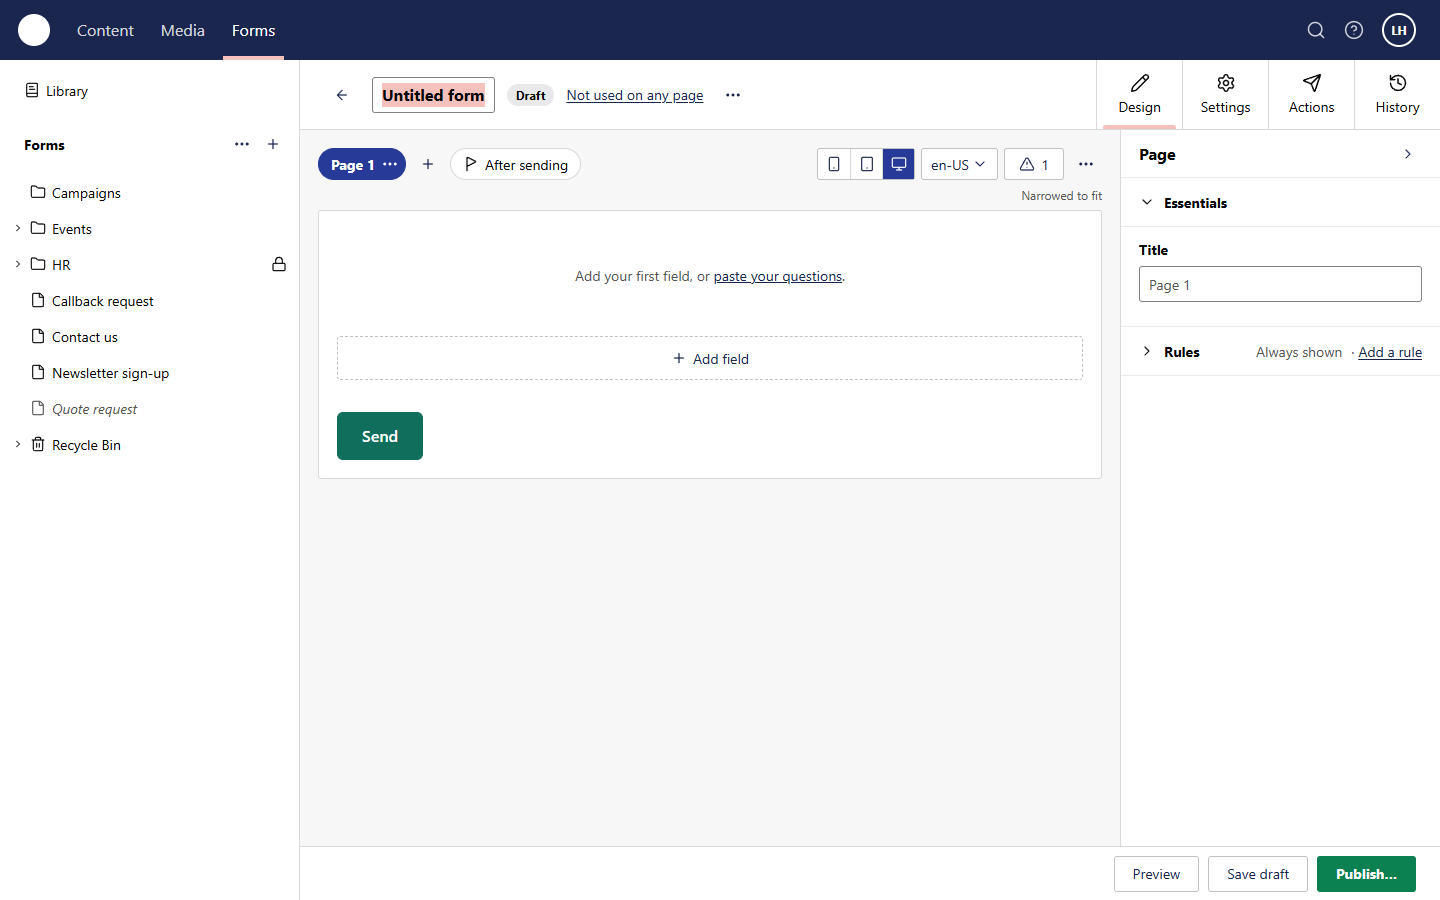 Content Media Forms LH
Library
Forms
Campaigns
Events
HR
Callback request
Contact us
Newsletter sign-up
Quote request
Recycle Bin
Untitled form Draft Not used on any page
Design Settings Actions History
Page 1 After sending en-US 1
Narrowed to fit
Add your first field, or paste your questions.
Add field
Send
Page
Essentials
Title
Page 1
Rules Always shown · Add a rule
Preview Save draft Publish...